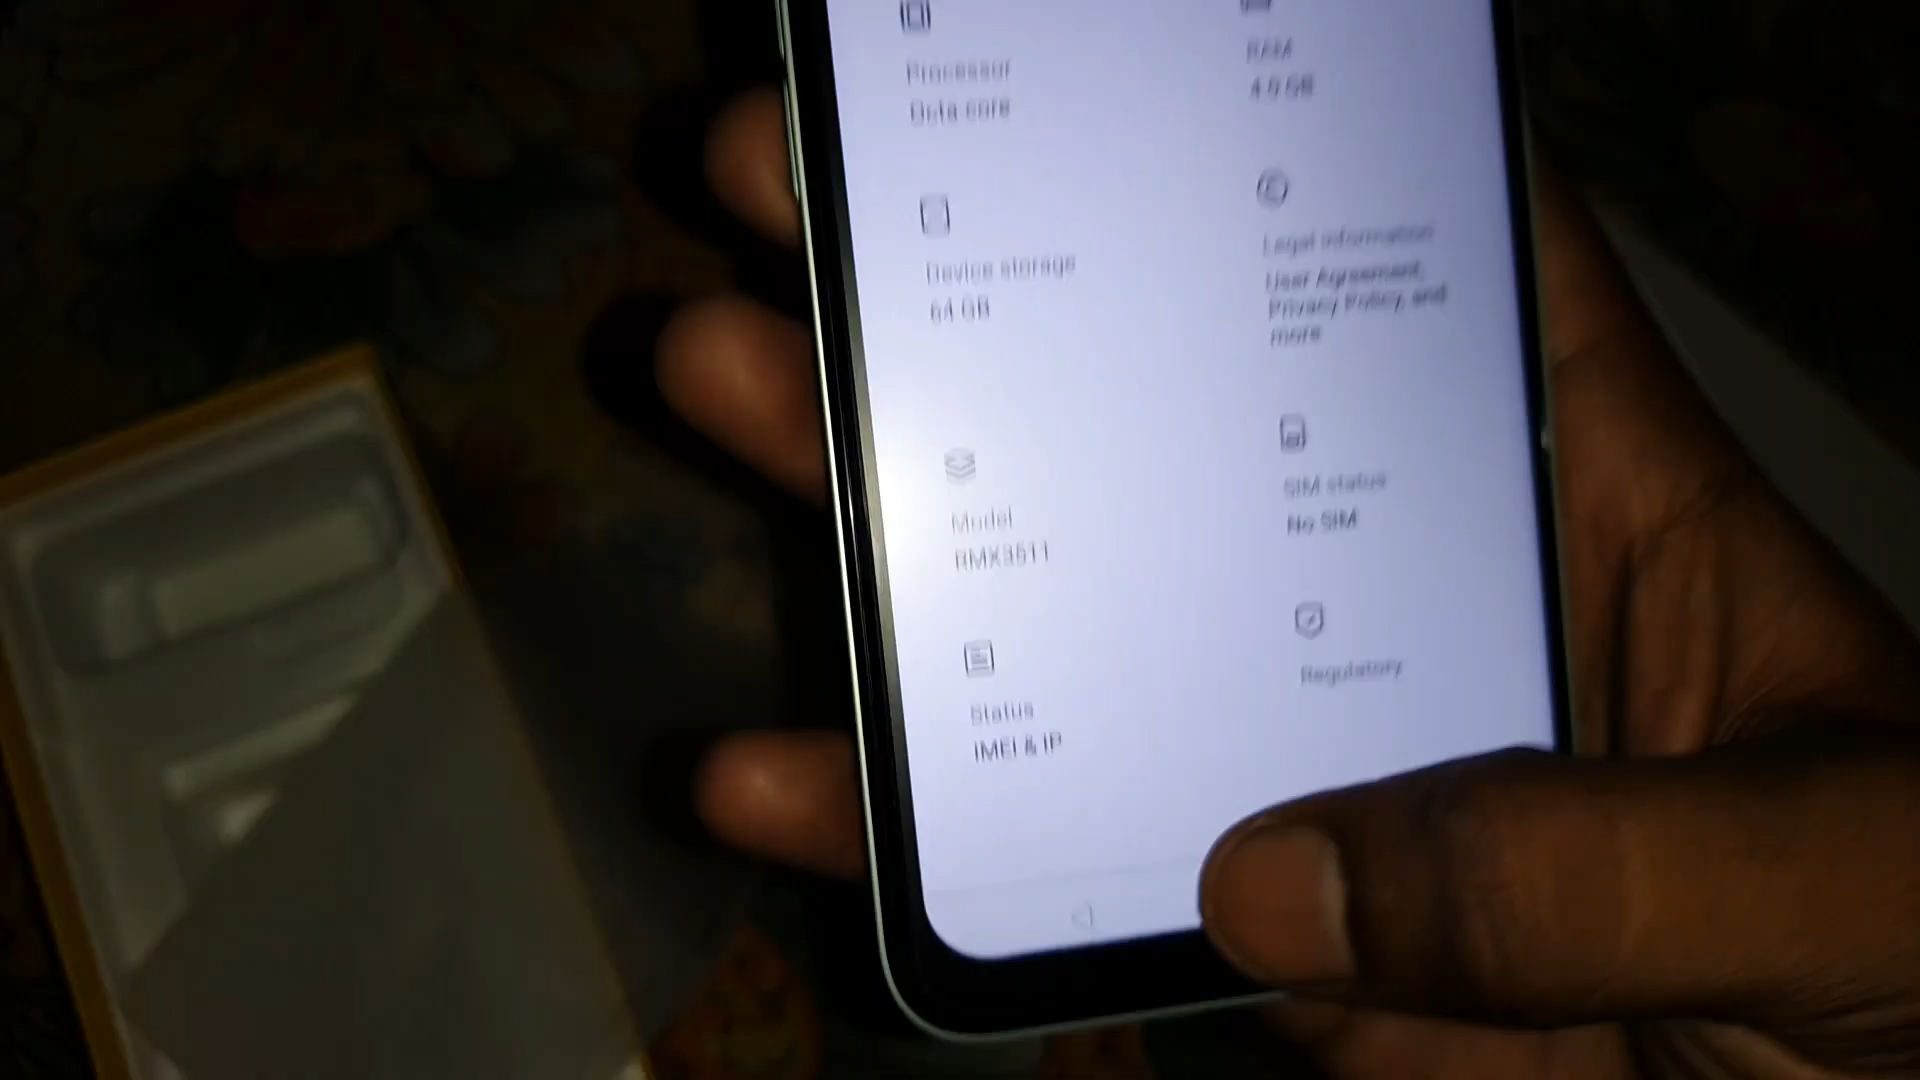 Processor
Octa-core
RAM
4.0 GB
Device storage
64 GB
Legal information
User Agreement,
Privacy Policy, and
more
Model
RMX3511
SIM status
No SIM
Status
IMEI & IP
Regulatory